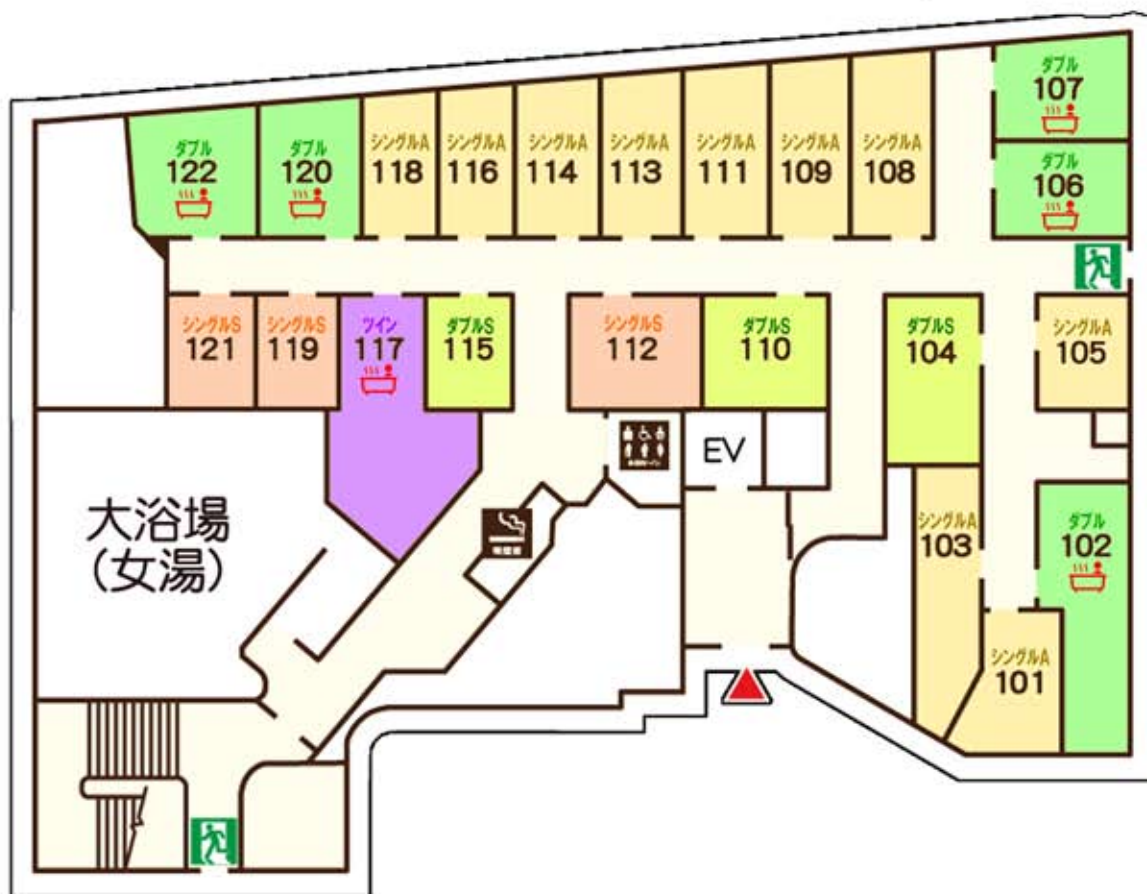 ダブル
107
ダブル
122
ダブル
120
シングルA
118
シングルA
116
シングルA
114
シングルA
113
シングルA
111
シングルA
109
シングルA
108
ダブル
106
シングルS
121
シングルS
119
ツイン
117
ダブルS
115
シングルS
112
ダブルS
110
ダブルS
104
シングルA
105
EV
大浴場
(女湯)
シングルA
103
ダブル
102
シングルA
101